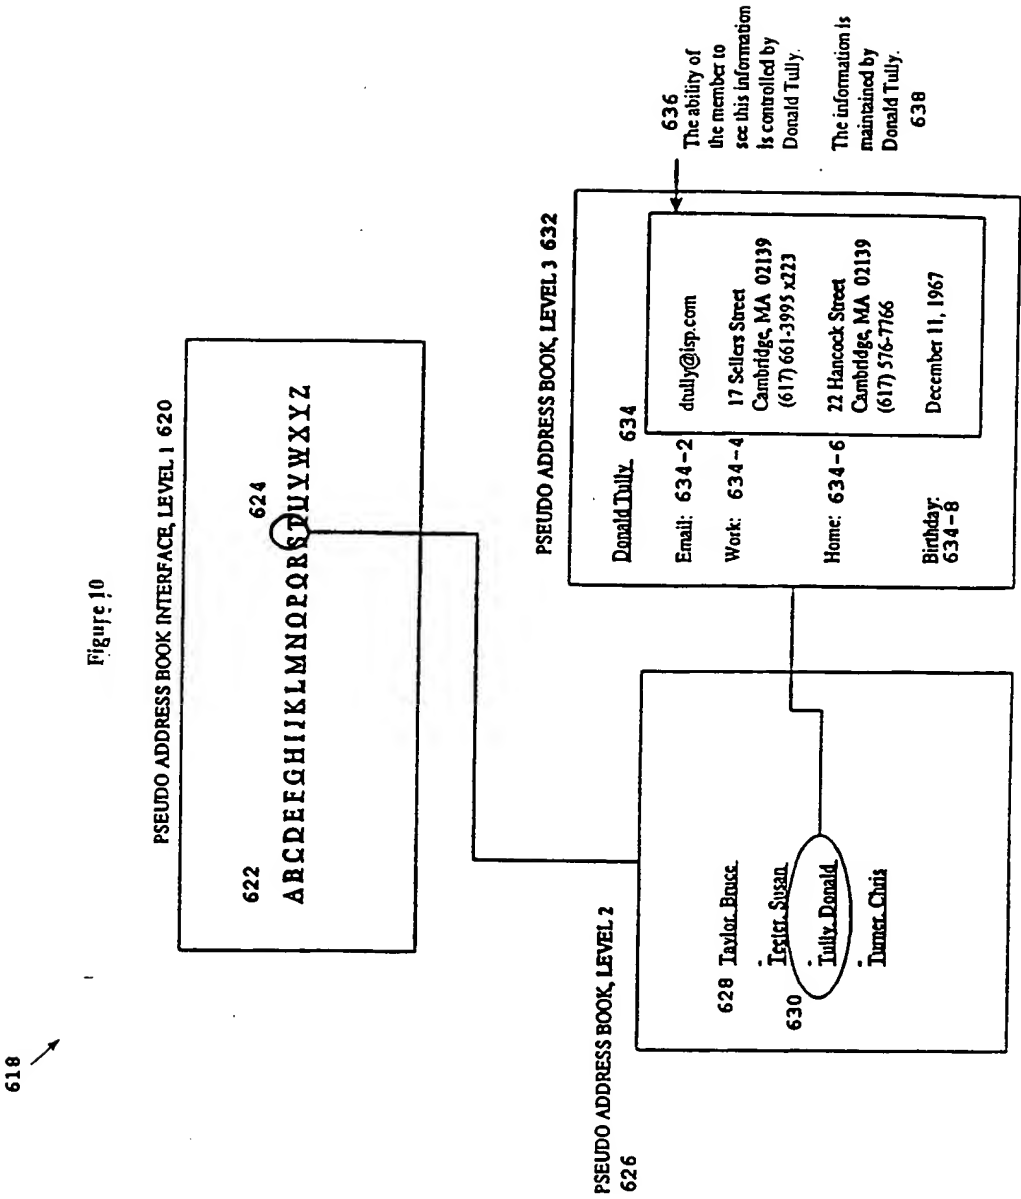 618
Figure 10
PSEUDO ADDRESS BOOK INTERFACE, LEVEL 1 620
622
624
A B C D E F G H I J K L M N O P Q R S T U V W X Y Z
PSEUDO ADDRESS BOOK, LEVEL 2
626
628 Taylor, Bruce
Teeter, Susan
630
Tully, Donald
Turner, Chris
PSEUDO ADDRESS BOOK, LEVEL 3 632
Donald Tully 634
Email: 634-2 dtully@isp.com
Work: 634-4 17 Sellers Street
Cambridge, MA 02139
(617) 661-3995 x223
Home: 634-6 22 Hancock Street
Cambridge, MA 02139
(617) 576-7766
Birthday: December 11, 1967
634-8
636
The ability of
the member to
see this information
is controlled by
Donald Tully.
The information is
maintained by
Donald Tully.
638